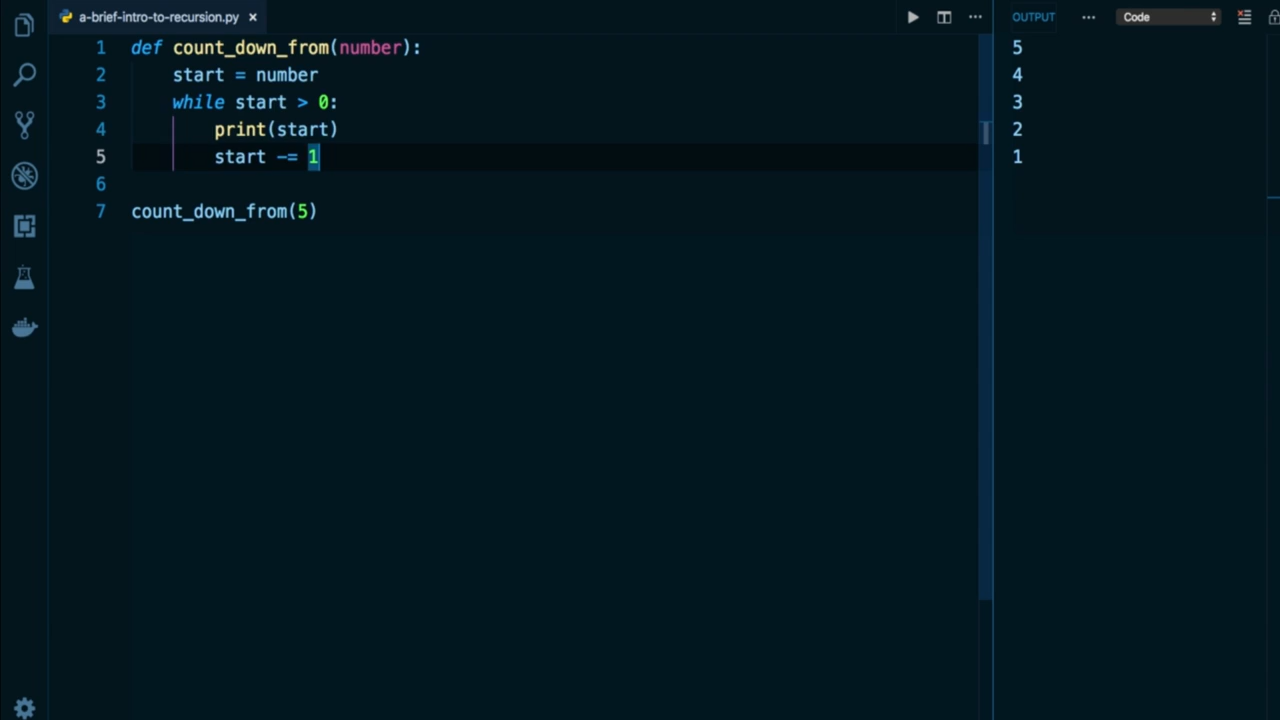 a-brief-intro-to-recursion.py ×
OUTPUT ··· Code
1 def count_down_from(number):
2     start = number
3     while start > 0:
4         print(start)
5         start -= 1
6
7 count_down_from(5)
5
4
3
2
1